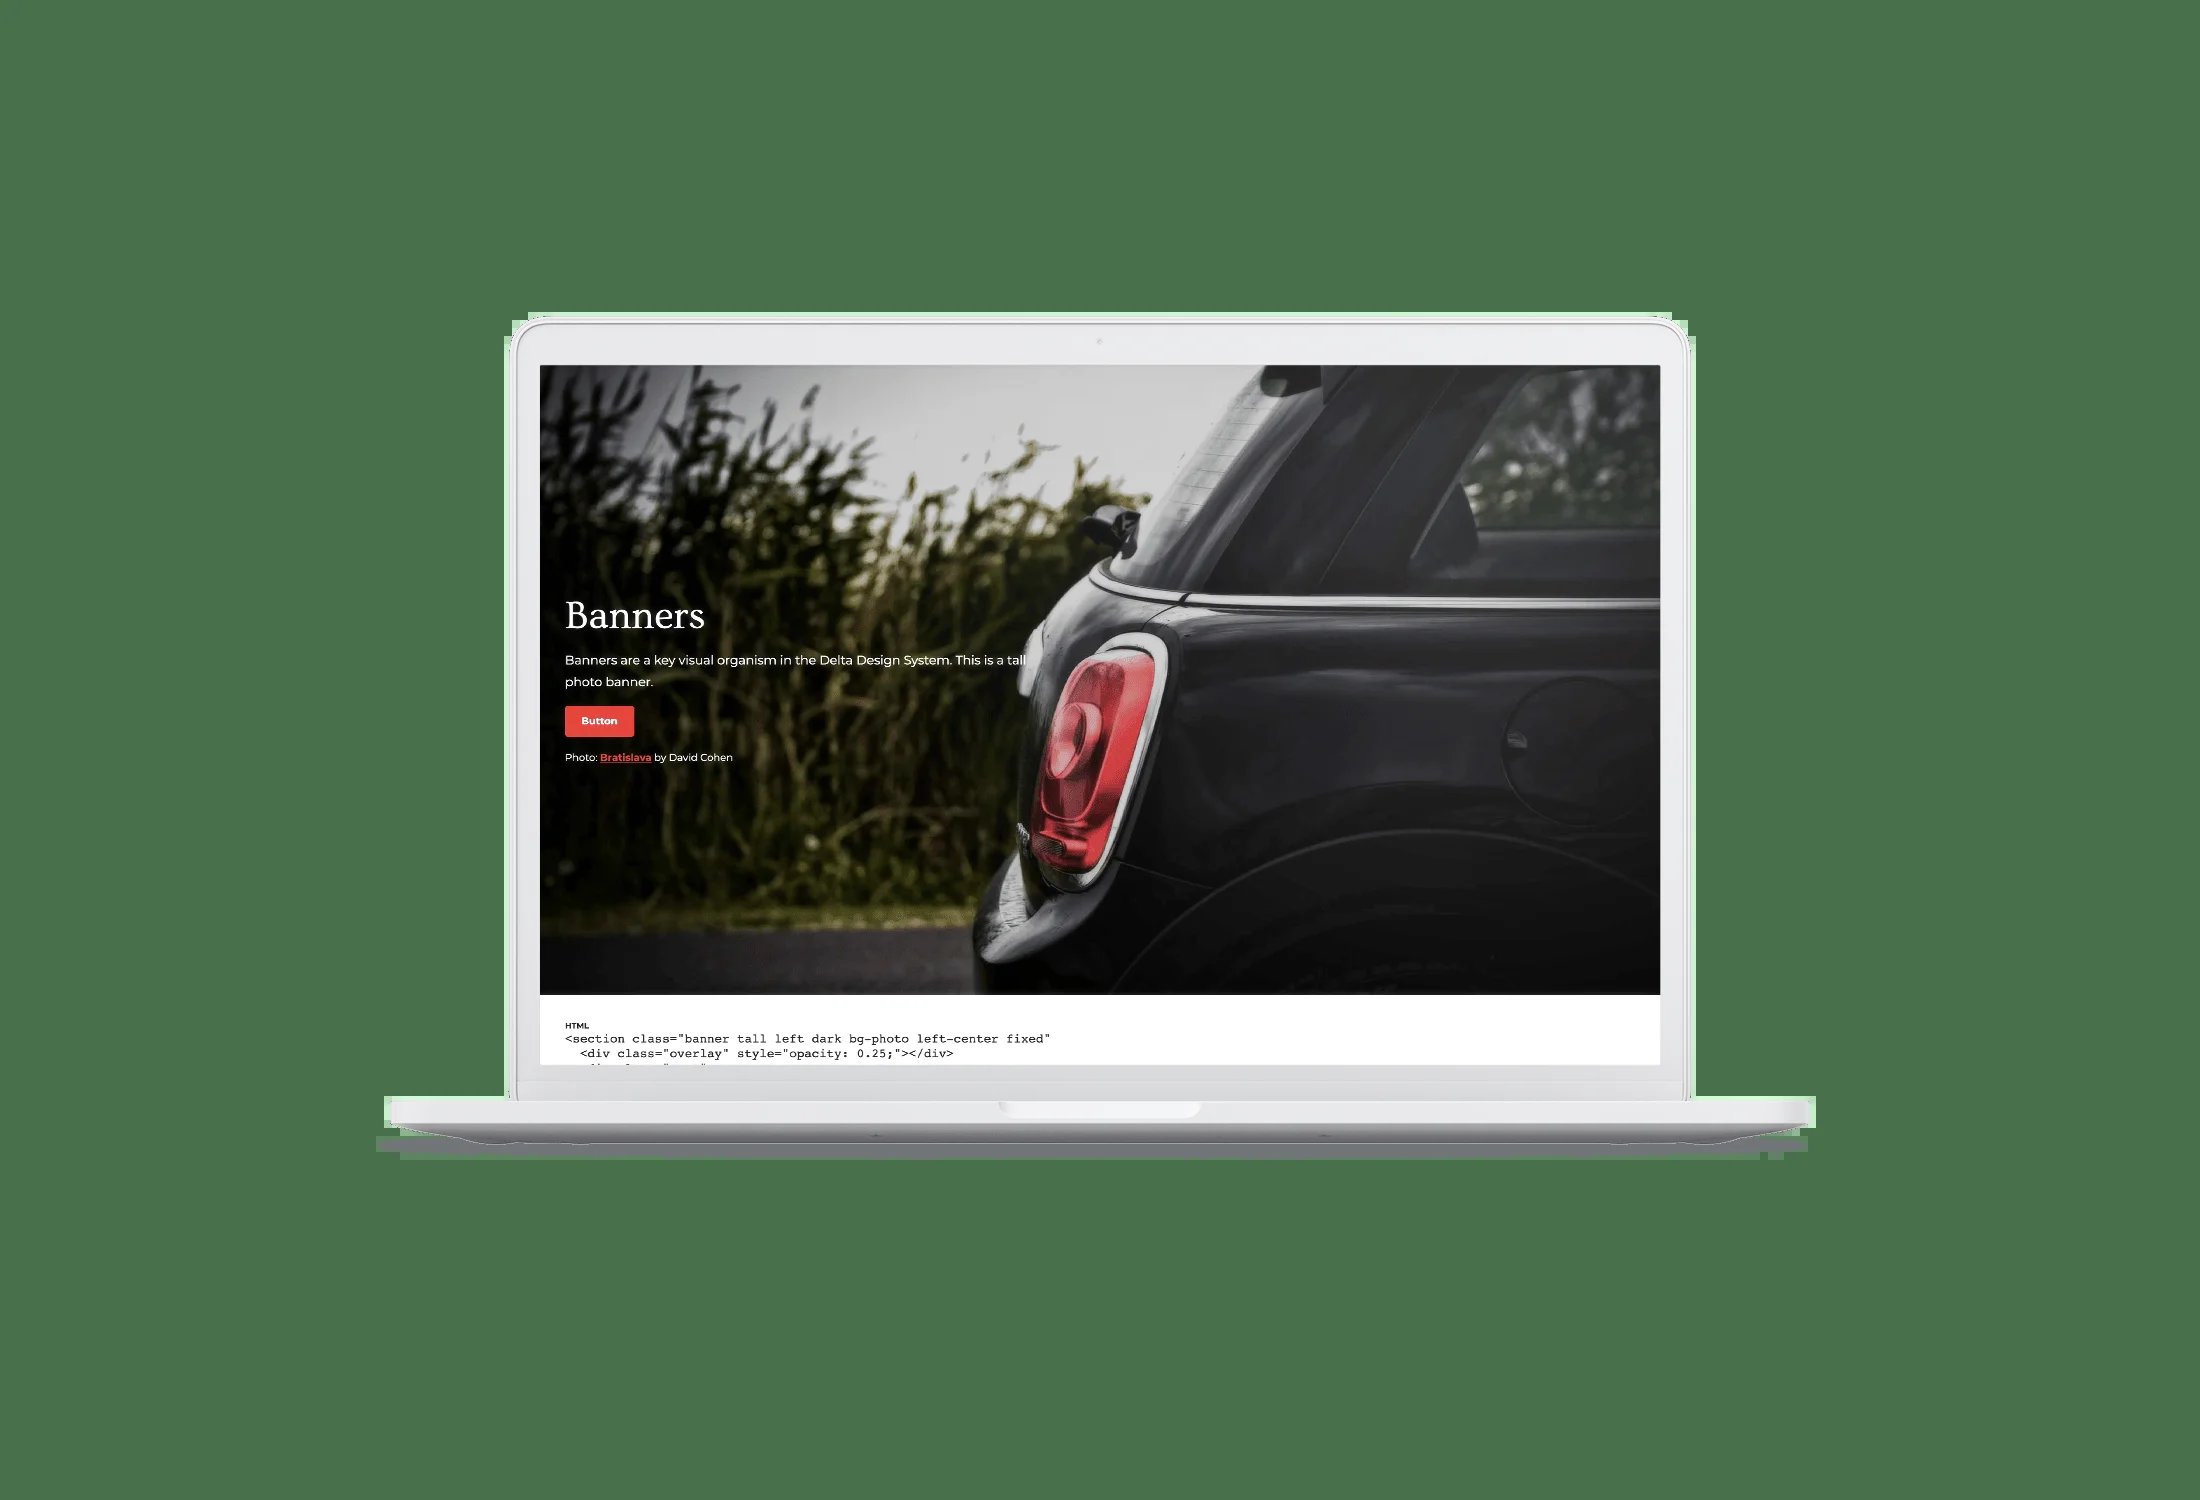 Banners
Banners are a key visual organism in the Delta Design System. This is a tall
photo banner.
Button
Photo: Bratislava by David Cohen
HTML
<section class="banner tall left dark bg-photo left-center fixed"
<div class="overlay" style="opacity: 0.25;"></div>